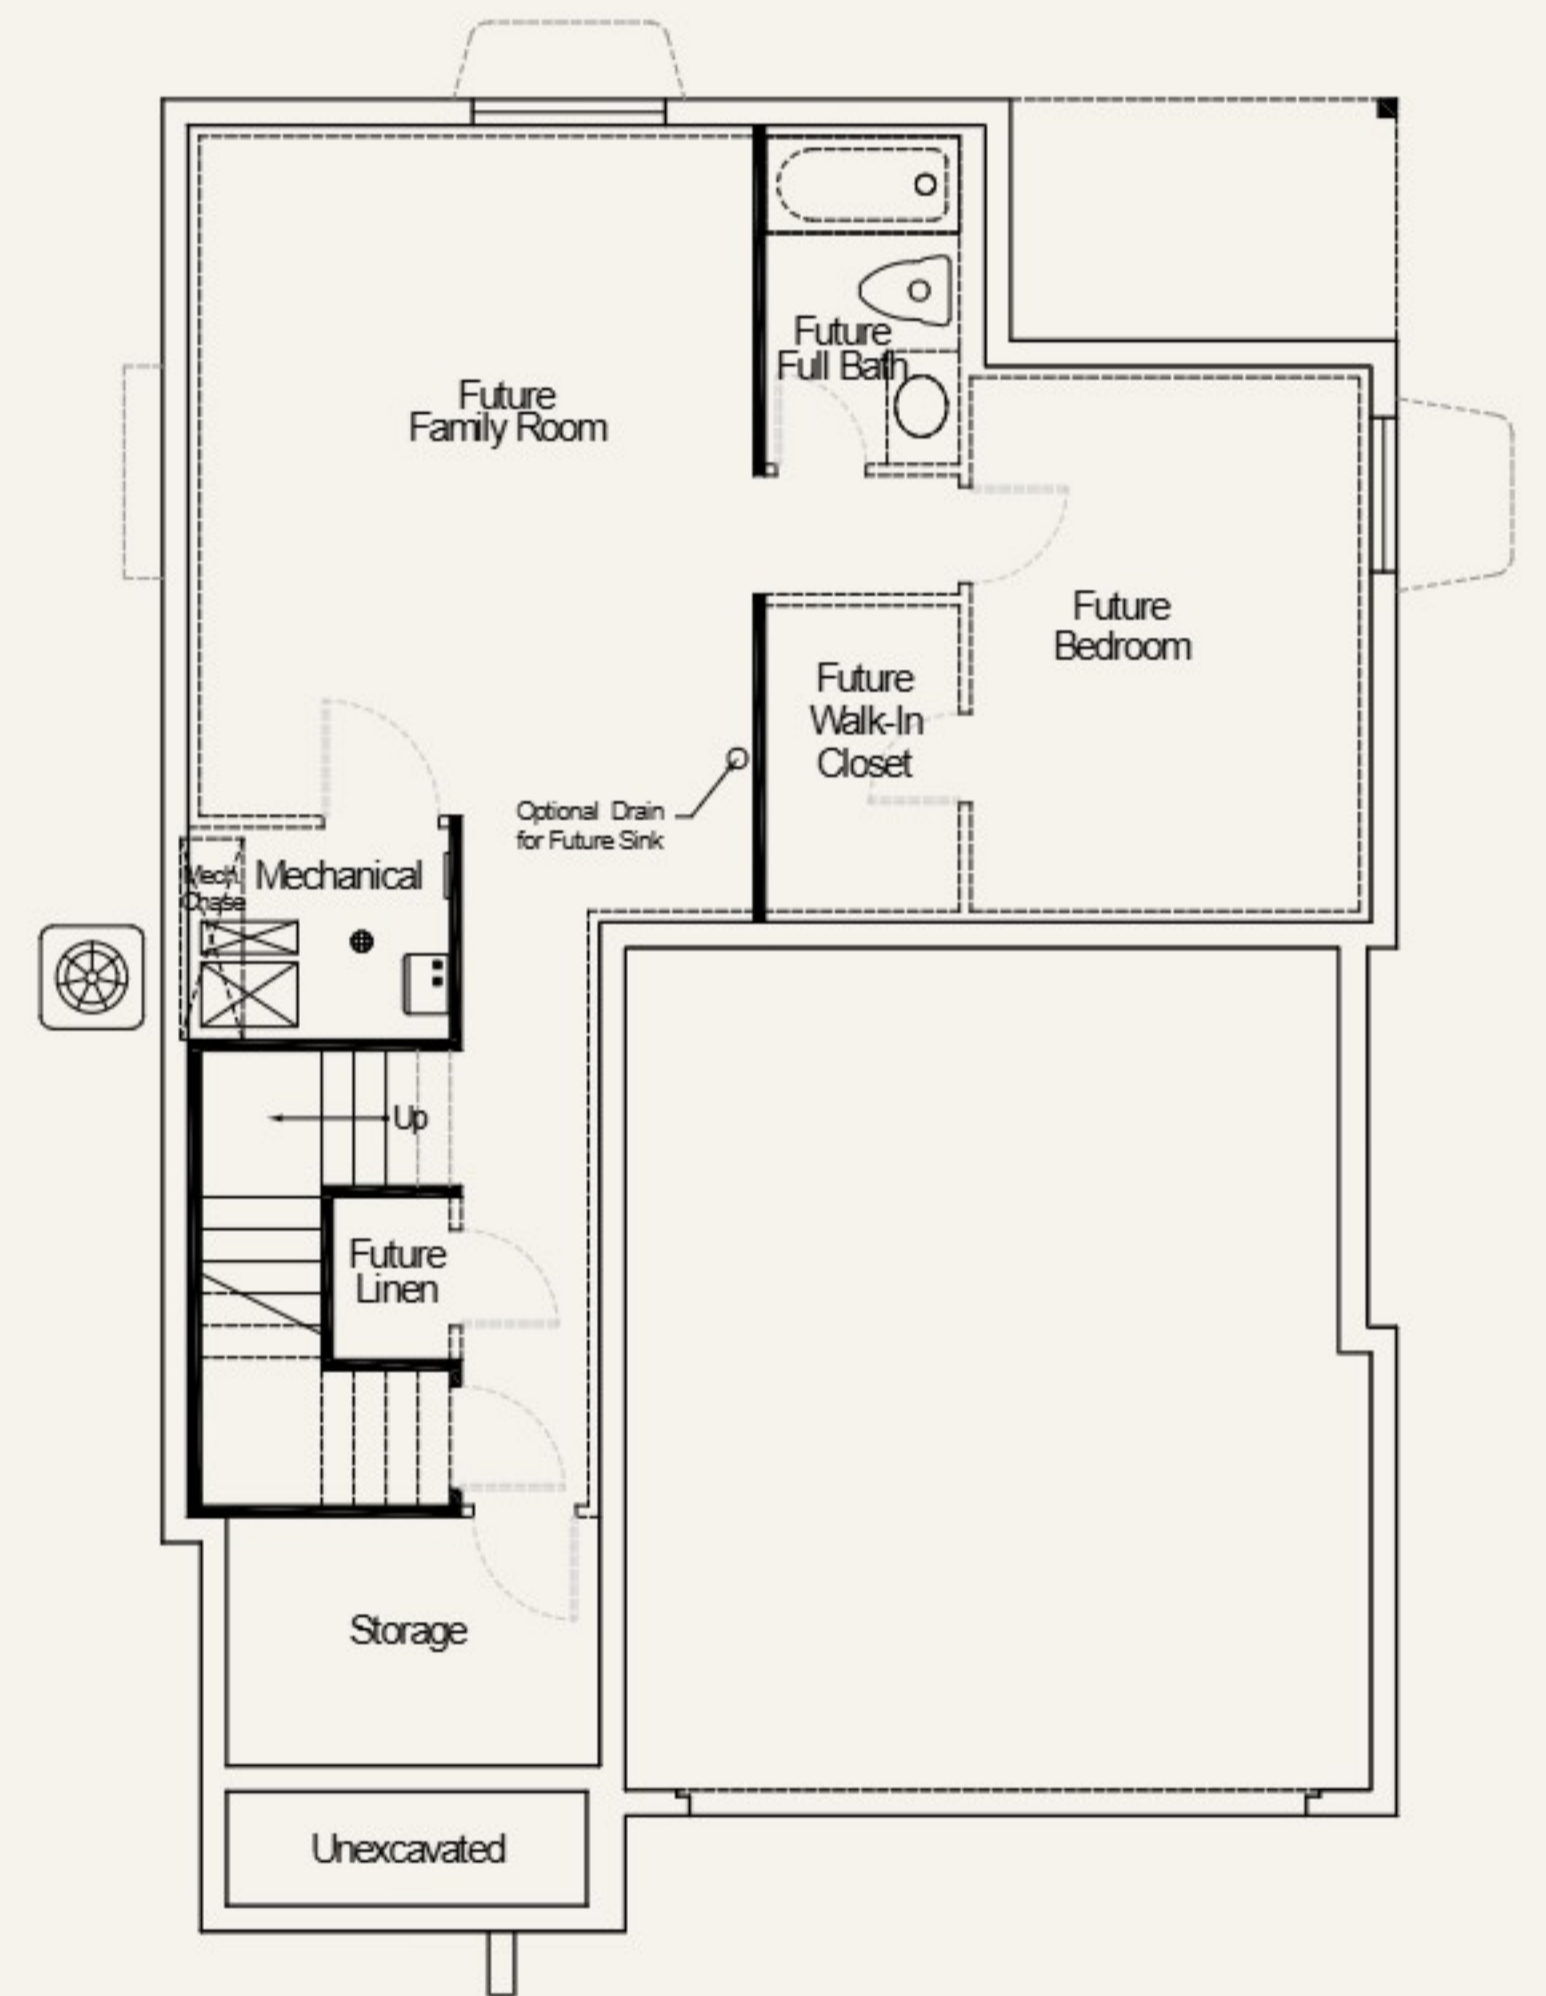 Future
Full Bath
Future
Family Room
Future
Bedroom
Future
Walk-In
Closet
Optional Drain
for Future Sink
Mech.
Chase
Mechanical
Up
Future
Linen
Storage
Unexcavated